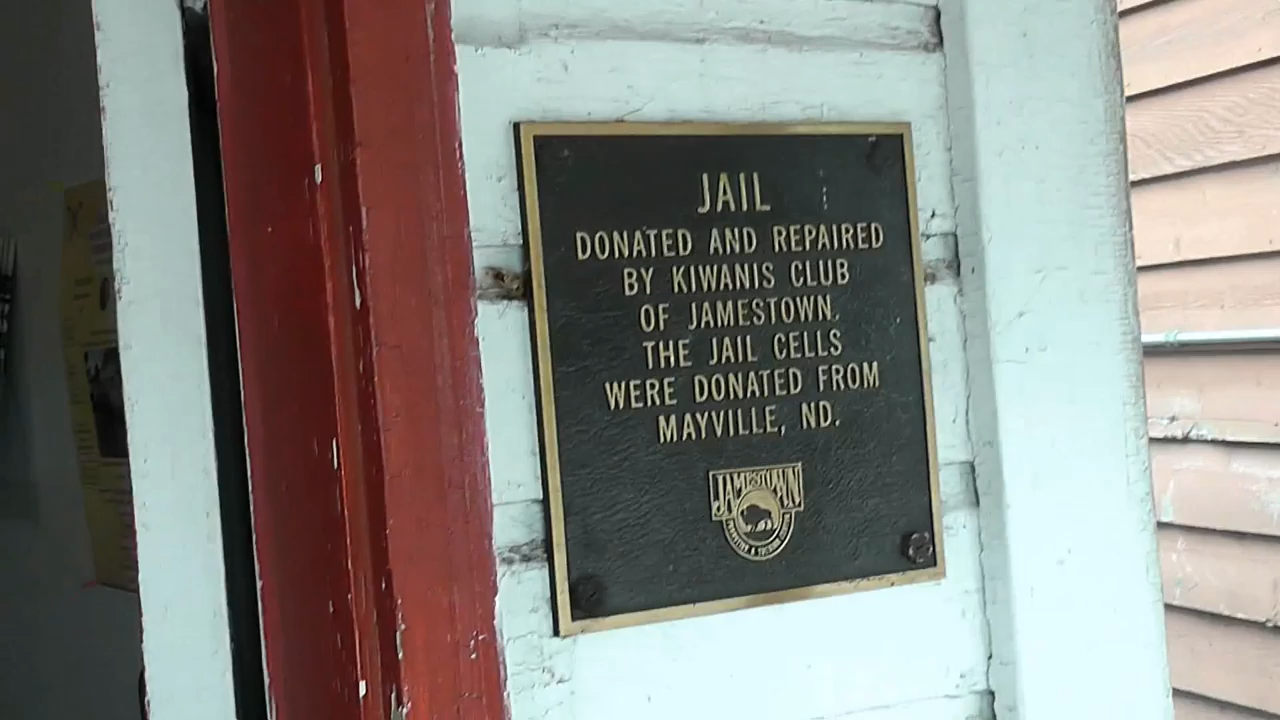 JAIL
DONATED AND REPAIRED
BY KIWANIS CLUB
OF JAMESTOWN.
THE JAIL CELLS
WERE DONATED FROM
MAYVILLE, ND.
JAMESTOWN